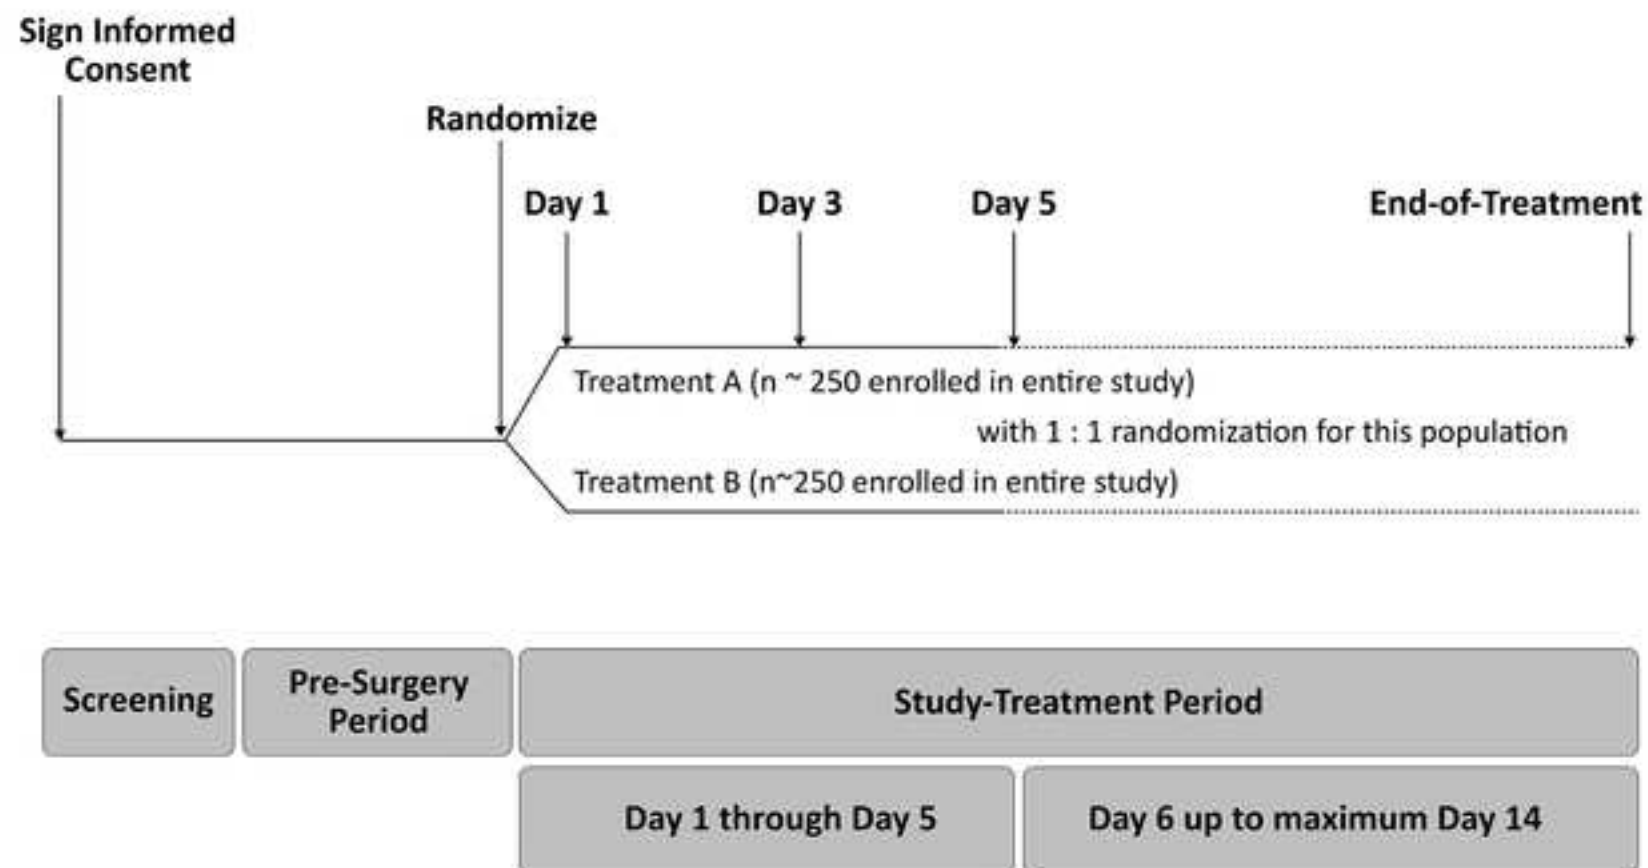 Sign Informed
Consent
Randomize
Day 1
Day 3
Day 5
End-of-Treatment
Treatment A (n ~ 250 enrolled in entire study)
with 1 : 1 randomization for this population
Treatment B (n~250 enrolled in entire study)
Screening
Pre-Surgery
Period
Study-Treatment Period
Day 1 through Day 5
Day 6 up to maximum Day 14